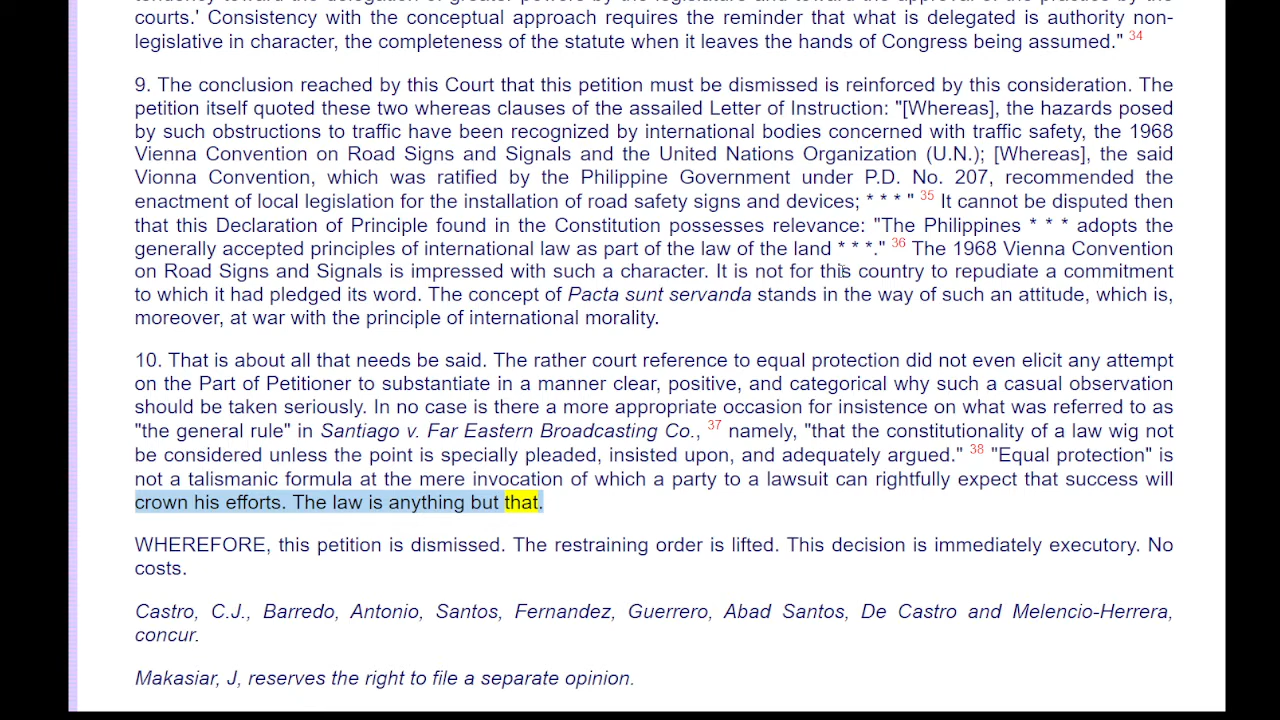 courts.' Consistency with the conceptual approach requires the reminder that what is delegated is authority non-
legislative in character, the completeness of the statute when it leaves the hands of Congress being assumed." 34
9. The conclusion reached by this Court that this petition must be dismissed is reinforced by this consideration. The
petition itself quoted these two whereas clauses of the assailed Letter of Instruction: "[Whereas], the hazards posed
by such obstructions to traffic have been recognized by international bodies concerned with traffic safety, the 1968
Vienna Convention on Road Signs and Signals and the United Nations Organization (U.N.); [Whereas], the said
Vionna Convention, which was ratified by the Philippine Government under P.D. No. 207, recommended the
enactment of local legislation for the installation of road safety signs and devices; * * * " 35 It cannot be disputed then
that this Declaration of Principle found in the Constitution possesses relevance: "The Philippines * * * adopts the
generally accepted principles of international law as part of the law of the land * * *." 36 The 1968 Vienna Convention
on Road Signs and Signals is impressed with such a character. It is not for this country to repudiate a commitment
to which it had pledged its word. The concept of Pacta sunt servanda stands in the way of such an attitude, which is,
moreover, at war with the principle of international morality.
10. That is about all that needs be said. The rather court reference to equal protection did not even elicit any attempt
on the Part of Petitioner to substantiate in a manner clear, positive, and categorical why such a casual observation
should be taken seriously. In no case is there a more appropriate occasion for insistence on what was referred to as
"the general rule" in Santiago v. Far Eastern Broadcasting Co., 37 namely, "that the constitutionality of a law wig not
be considered unless the point is specially pleaded, insisted upon, and adequately argued." 38 "Equal protection" is
not a talismanic formula at the mere invocation of which a party to a lawsuit can rightfully expect that success will
crown his efforts. The law is anything but that.
WHEREFORE, this petition is dismissed. The restraining order is lifted. This decision is immediately executory. No
costs.
Castro, C.J., Barredo, Antonio, Santos, Fernandez, Guerrero, Abad Santos, De Castro and Melencio-Herrera,
concur.
Makasiar, J, reserves the right to file a separate opinion.